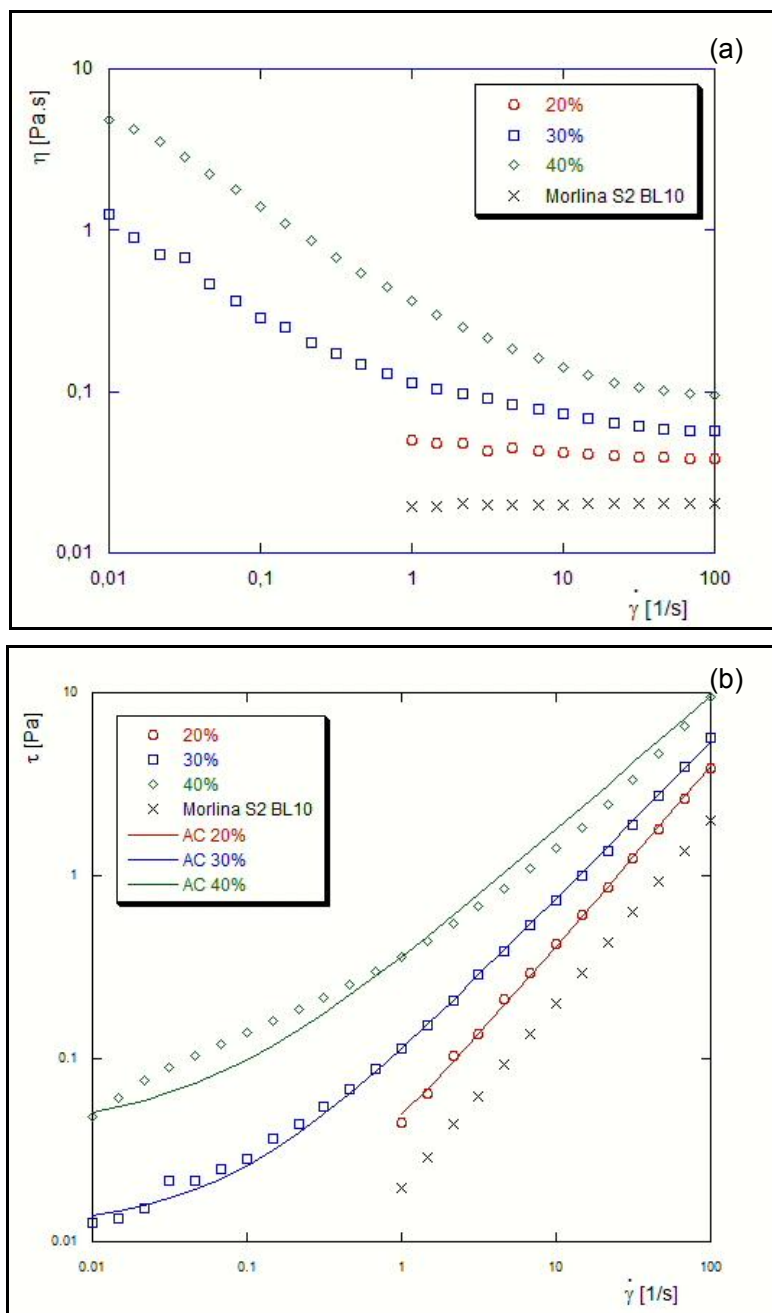 (a)
10
η [Pa.s]
20%
30%
40%
Morlina S2 BL10
1
0,1
0,01
0,01 0,1 1 10 100
γ̇ [1/s]
(b)
10
τ [Pa]
20%
30%
40%
Morlina S2 BL10
AC 20%
AC 30%
AC 40%
1
0.1
0.01
0.01 0.1 1 10 100
γ̇ [1/s]